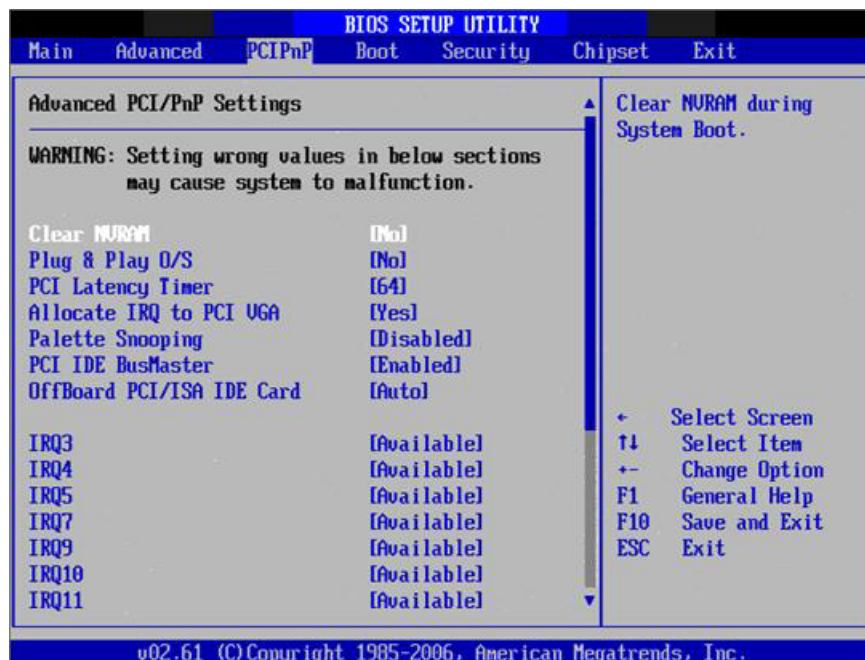 BIOS SETUP UTILITY
Main Advanced PCIPnP Boot Security Chipset Exit
Advanced PCI/PnP Settings
WARNING: Setting wrong values in below sections
may cause system to malfunction.
Clear NVRAM [No]
Plug & Play O/S [No]
PCI Latency Timer [64]
Allocate IRQ to PCI VGA [Yes]
Palette Snooping [Disabled]
PCI IDE BusMaster [Enabled]
OffBoard PCI/ISA IDE Card [Auto]
IRQ3 [Available]
IRQ4 [Available]
IRQ5 [Available]
IRQ7 [Available]
IRQ9 [Available]
IRQ10 [Available]
IRQ11 [Available]
Clear NVRAM during
System Boot.
← Select Screen
↑↓ Select Item
+- Change Option
F1 General Help
F10 Save and Exit
ESC Exit
v02.61 (C)Copyright 1985-2006, American Megatrends, Inc.